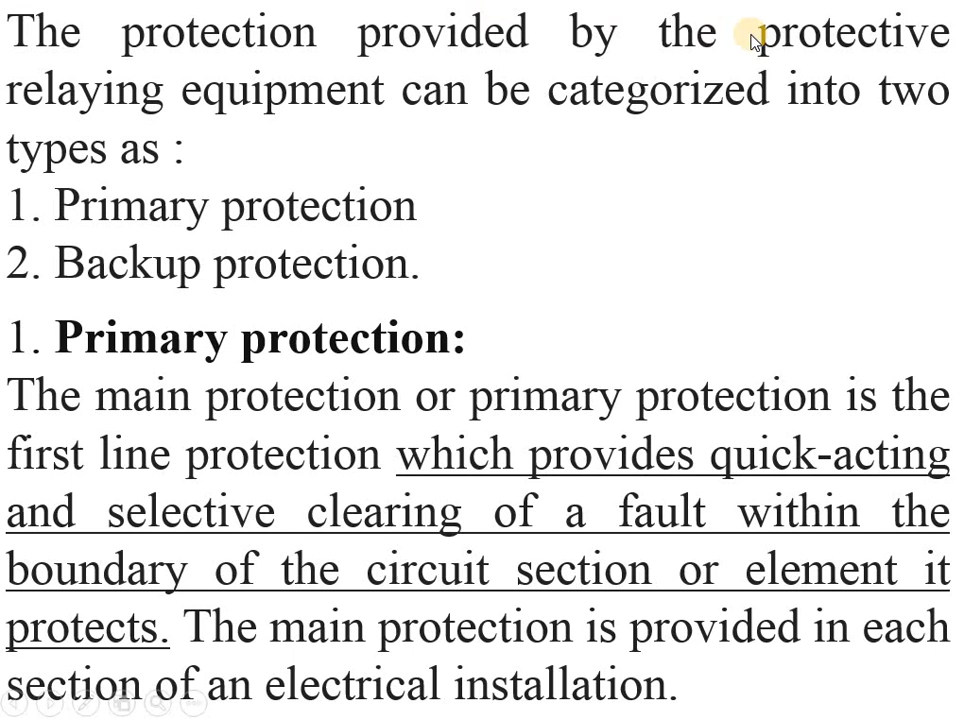 The protection provided by the protective
relaying equipment can be categorized into two
types as :
1. Primary protection
2. Backup protection.
1. Primary protection:
The main protection or primary protection is the
first line protection which provides quick-acting
and selective clearing of a fault within the
boundary of the circuit section or element it
protects. The main protection is provided in each
section of an electrical installation.